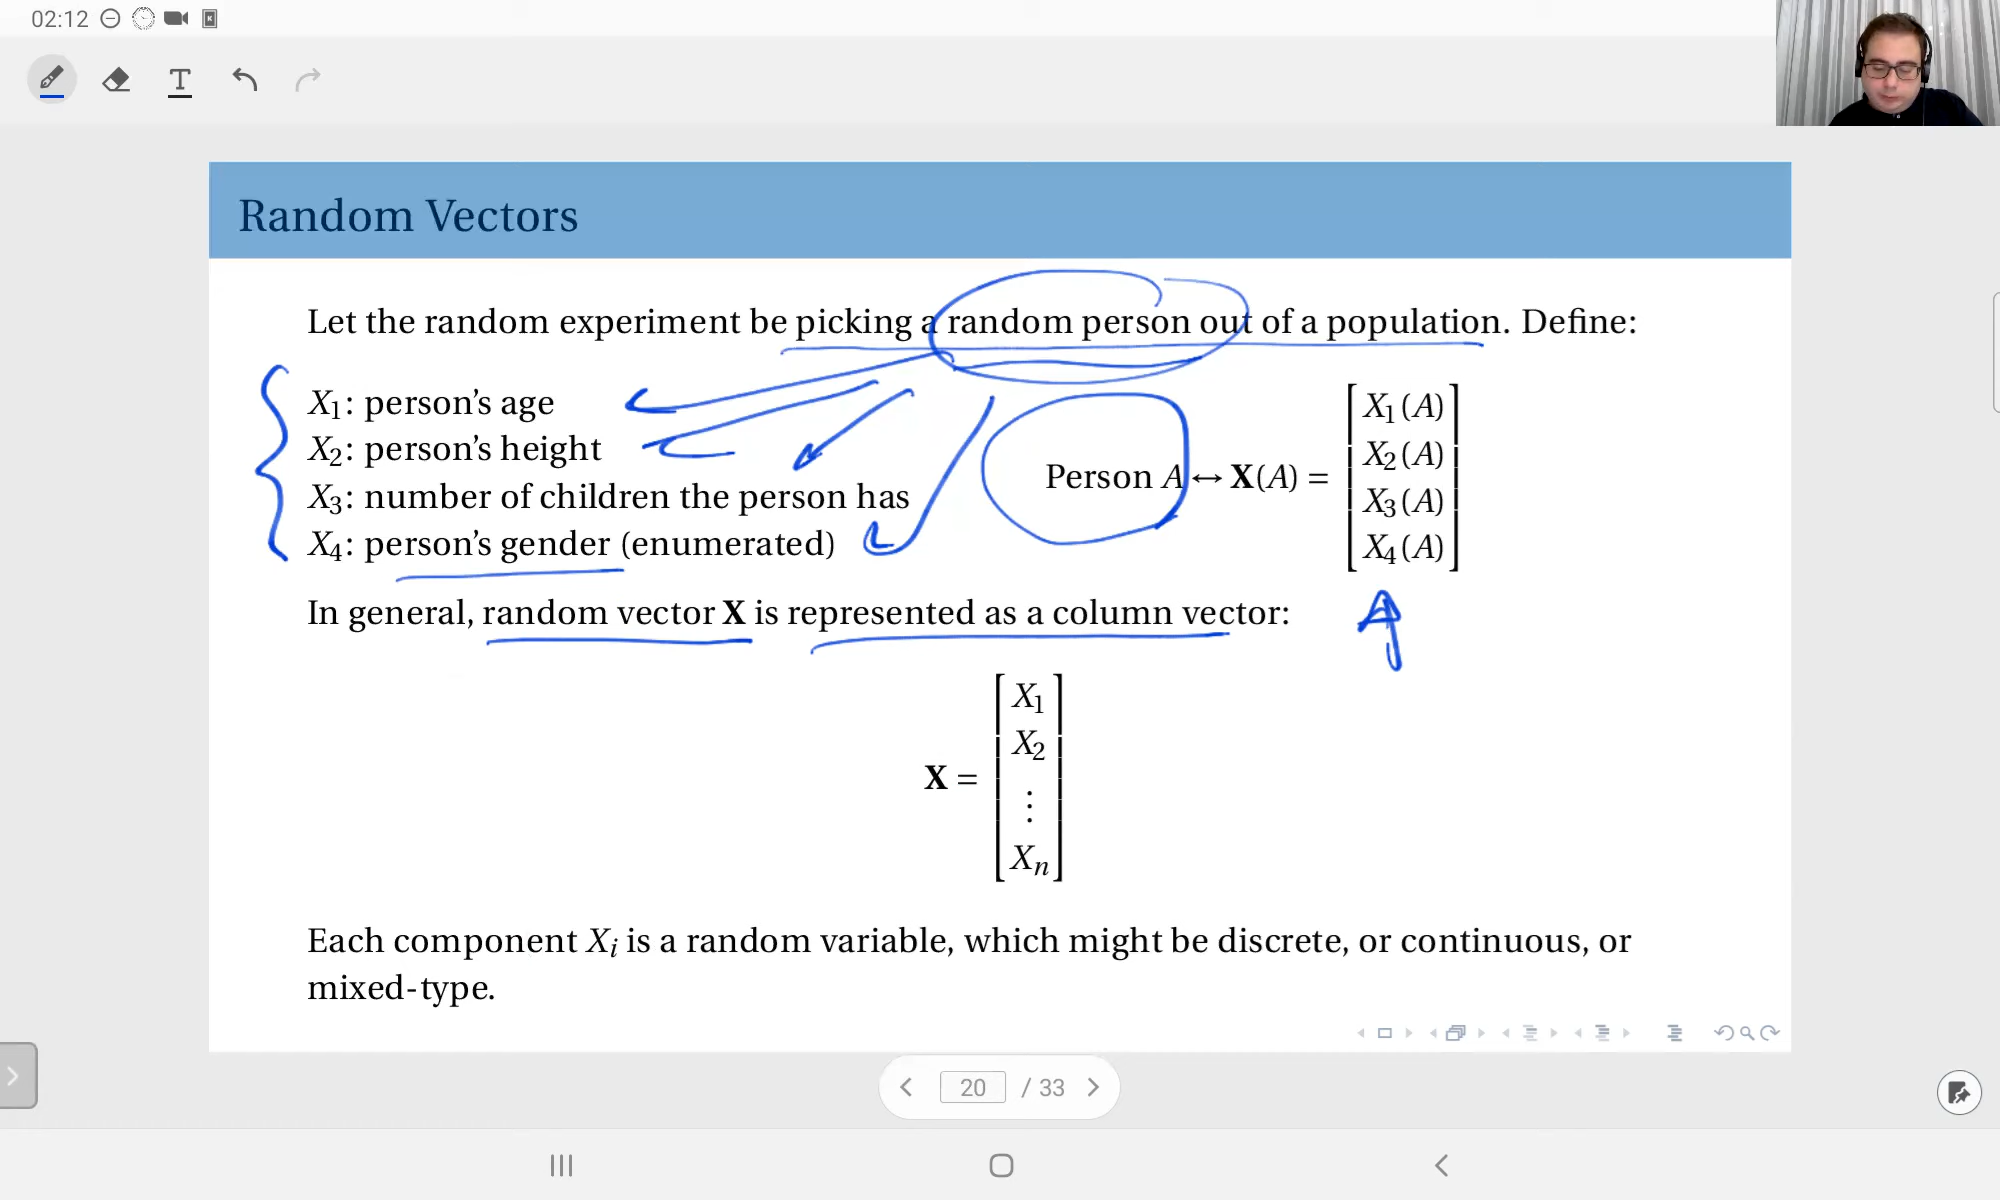 02:12
T
Random Vectors
Let the random experiment be picking a random person out of a population. Define:
X₁: person's age
X₂: person's height
X₃: number of children the person has
X₄: person's gender (enumerated)
Person A ↔ X(A) =
X₁(A)
X₂(A)
X₃(A)
X₄(A)
In general, random vector X is represented as a column vector:
X =
X₁
X₂
⋮
Xₙ
Each component Xᵢ is a random variable, which might be discrete, or continuous, or
mixed-type.
20 / 33